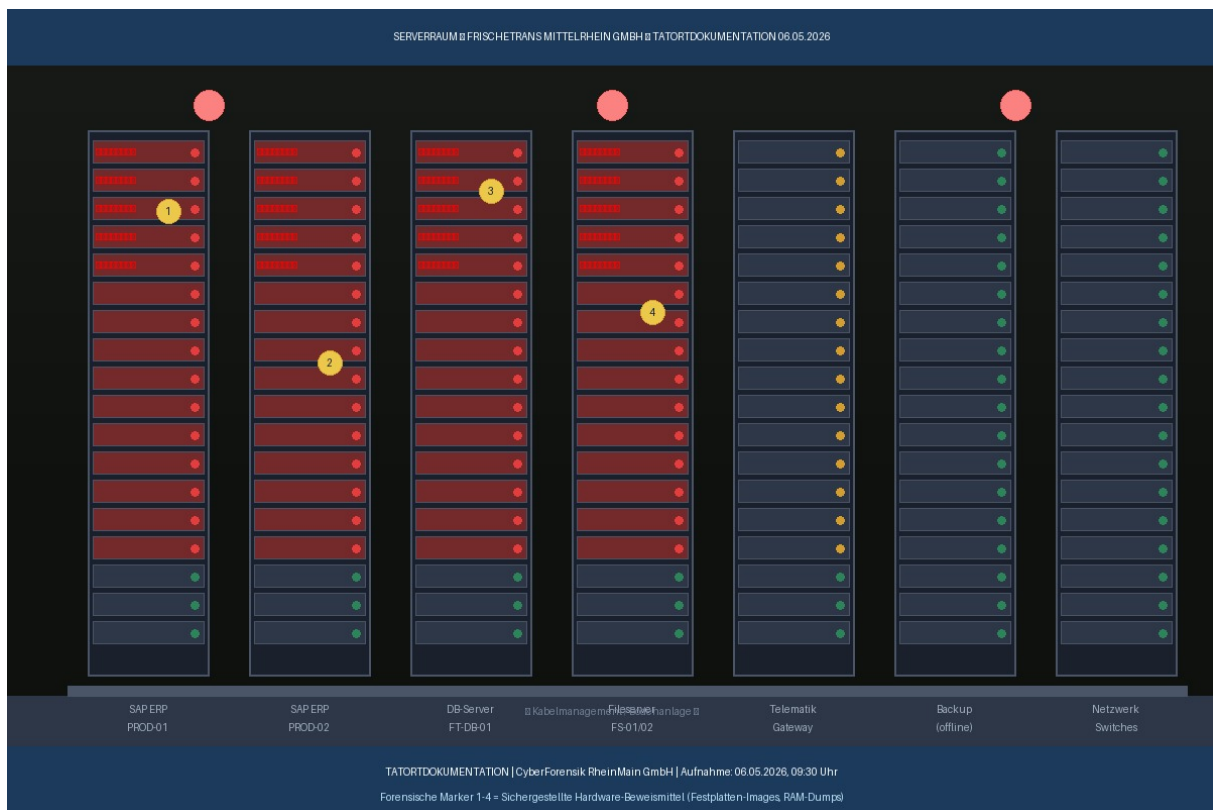 SERVERRAUM FRISCHETRANS MITTELRHEIN GMBH TATORTDOKUMENTATION 06.05.2026
1
3
4
2
SAP ERP
PROD-01
SAP ERP
PROD-02
DB-Server
FT-DB-01
Fileserver
FS-01/02
Kabelmanagement
Telematik
Gateway
Backup
(offline)
Netzwerk
Switches
TATORTDOKUMENTATION | CyberForensik RheinMain GmbH | Aufnahme: 06.05.2026, 09:30 Uhr
Forensische Marker 1-4 = Sichergestellte Hardware-Beweismittel (Festplatten-Images, RAM-Dumps)